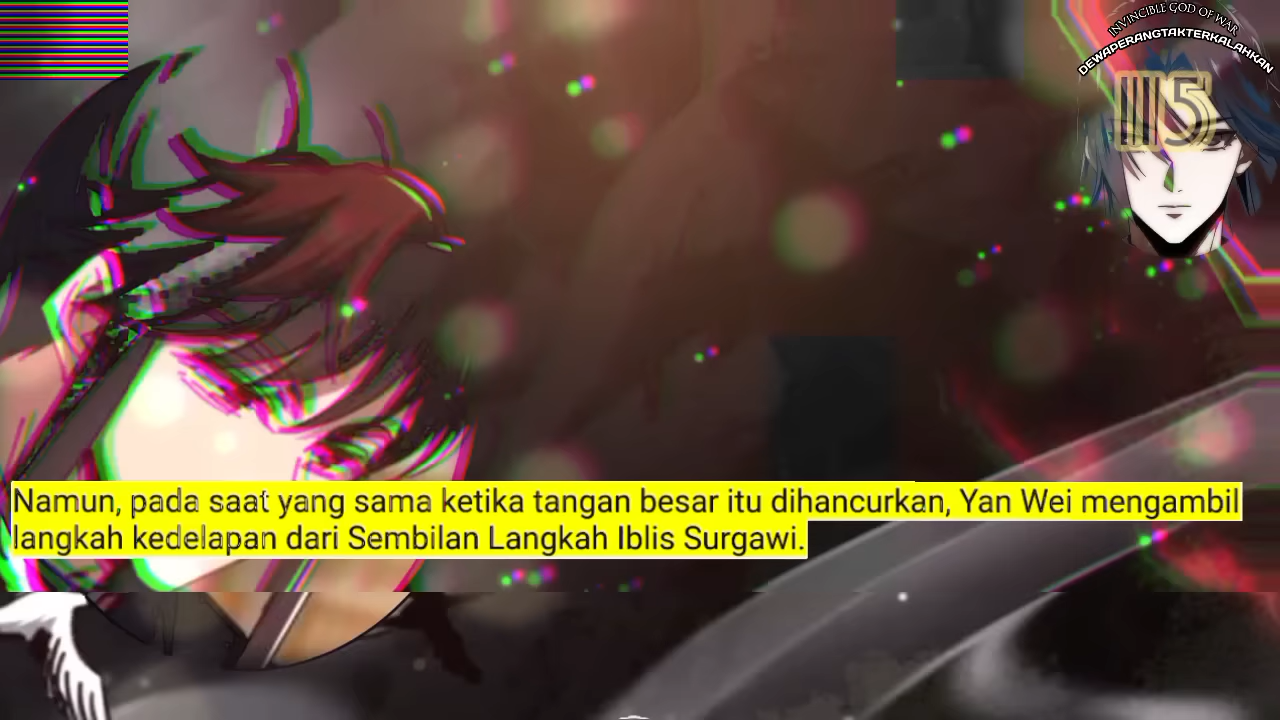 INVINCIBLE GOD OF WAR
DEWAPERANGTAKTERKALAHKAN
115
Namun, pada saat yang sama ketika tangan besar itu dihancurkan, Yan Wei mengambil
langkah kedelapan dari Sembilan Langkah Iblis Surgawi.